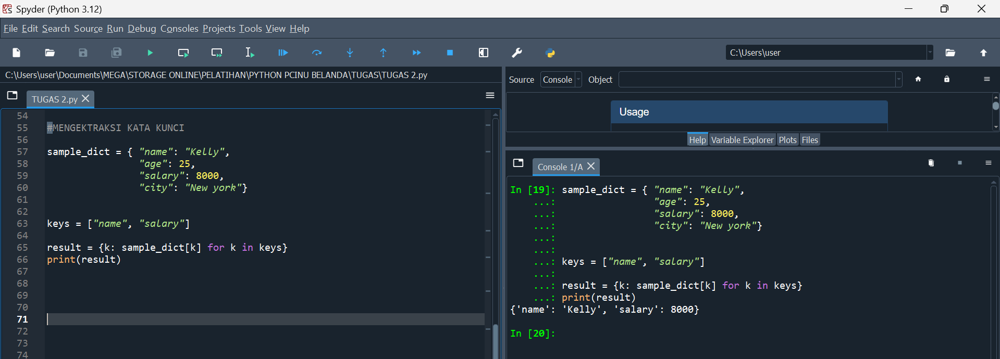 Spyder (Python 3.12)
File Edit Search Source Run Debug Consoles Projects Tools View Help
C:\Users\user
C:\Users\user\Documents\MEGA\STORAGE ONLINE\PELATIHAN\PYTHON PCINU BELANDA\TUGAS\TUGAS 2.py
TUGAS 2.py
54
55 #MENGEKTRAKSI KATA KUNCI
56
57 sample_dict = { "name": "Kelly",
58 "age": 25,
59 "salary": 8000,
60 "city": "New york"}
61
62
63 keys = ["name", "salary"]
64
65 result = {k: sample_dict[k] for k in keys}
66 print(result)
67
68
69
70
71
72
73
74
Source Console Object
Usage
Help Variable Explorer Plots Files
Console 1/A
In [19]: sample_dict = { "name": "Kelly",
...: "age": 25,
...: "salary": 8000,
...: "city": "New york"}
...:
...:
...: keys = ["name", "salary"]
...:
...: result = {k: sample_dict[k] for k in keys}
...: print(result)
{'name': 'Kelly', 'salary': 8000}
In [20]: